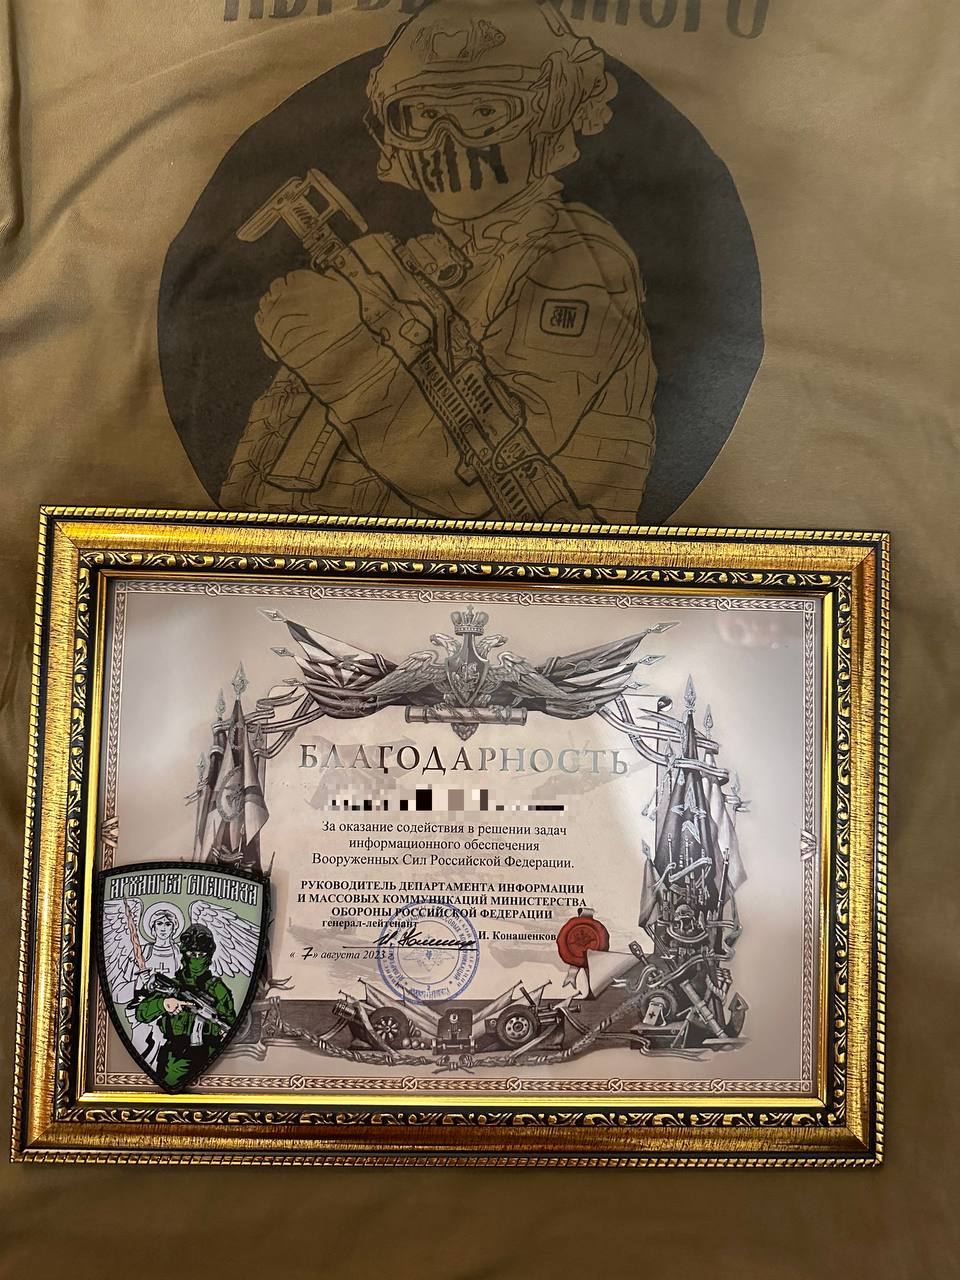 БЛАГОДАРНОСТЬ
За оказание содействия в решении задач
информационного обеспечения
Вооруженных Сил Российской Федерации.
РУКОВОДИТЕЛЬ ДЕПАРТАМЕНТА ИНФОРМАЦИИ
И МАССОВЫХ КОММУНИКАЦИЙ МИНИСТЕРСТВА
ОБОРОНЫ РОССИЙСКОЙ ФЕДЕРАЦИИ
генерал-лейтенант
И. Конашенков
« 7 » августа 2023
АРХАНГЕЛ СПЕЦНАЗА